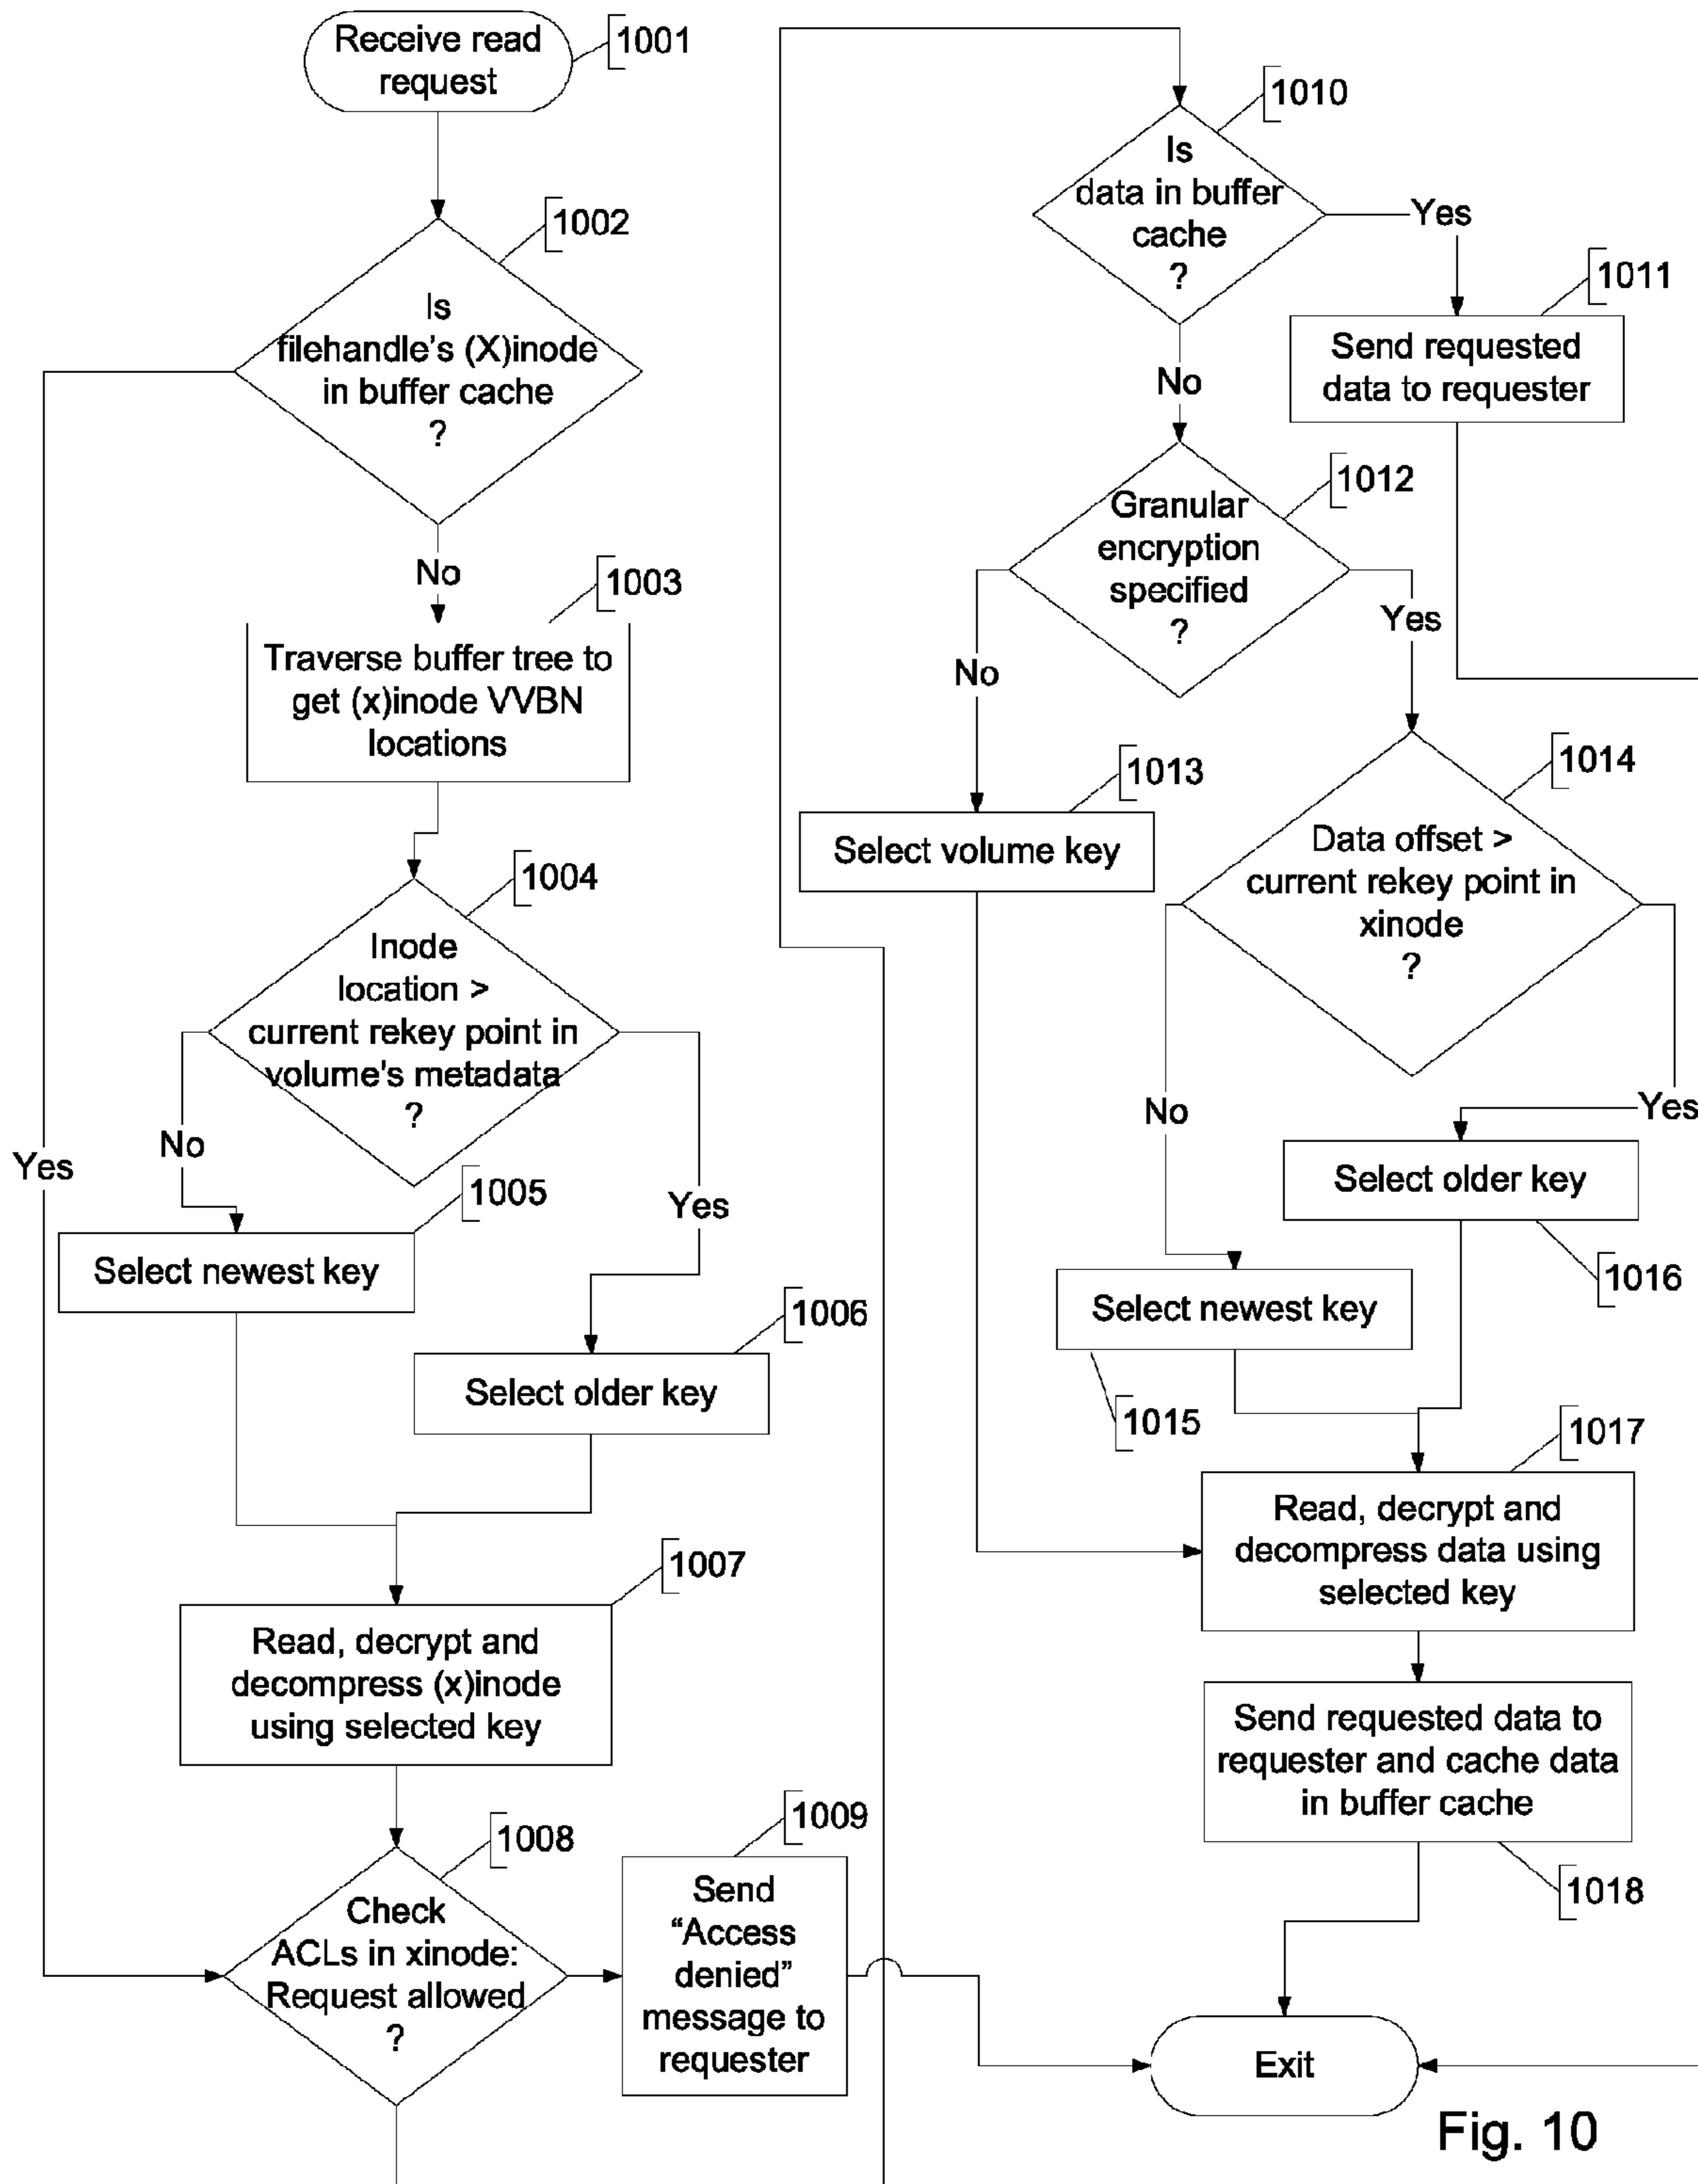 Receive read
request
1001
1002
Is
filehandle's (X)inode
in buffer cache
?
No
1003
Traverse buffer tree to
get (x)inode VVBN
locations
1004
Inode
location >
current rekey point in
volume's metadata
?
No
Yes
Yes
1005
Select newest key
1006
Select older key
1007
Read, decrypt and
decompress (x)inode
using selected key
1008
Check
ACLs in xinode:
Request allowed
?
1009
Send
“Access
denied”
message to
requester
1010
Is
data in buffer
cache
?
Yes
1011
Send requested
data to requester
No
1012
Granular
encryption
specified
?
No
Yes
1013
Select volume key
1014
Data offset >
current rekey point in
xinode
?
No
Yes
Select older key
1016
Select newest key
1015
1017
Read, decrypt and
decompress data using
selected key
Send requested data to
requester and cache data
in buffer cache
1018
Exit
Fig. 10